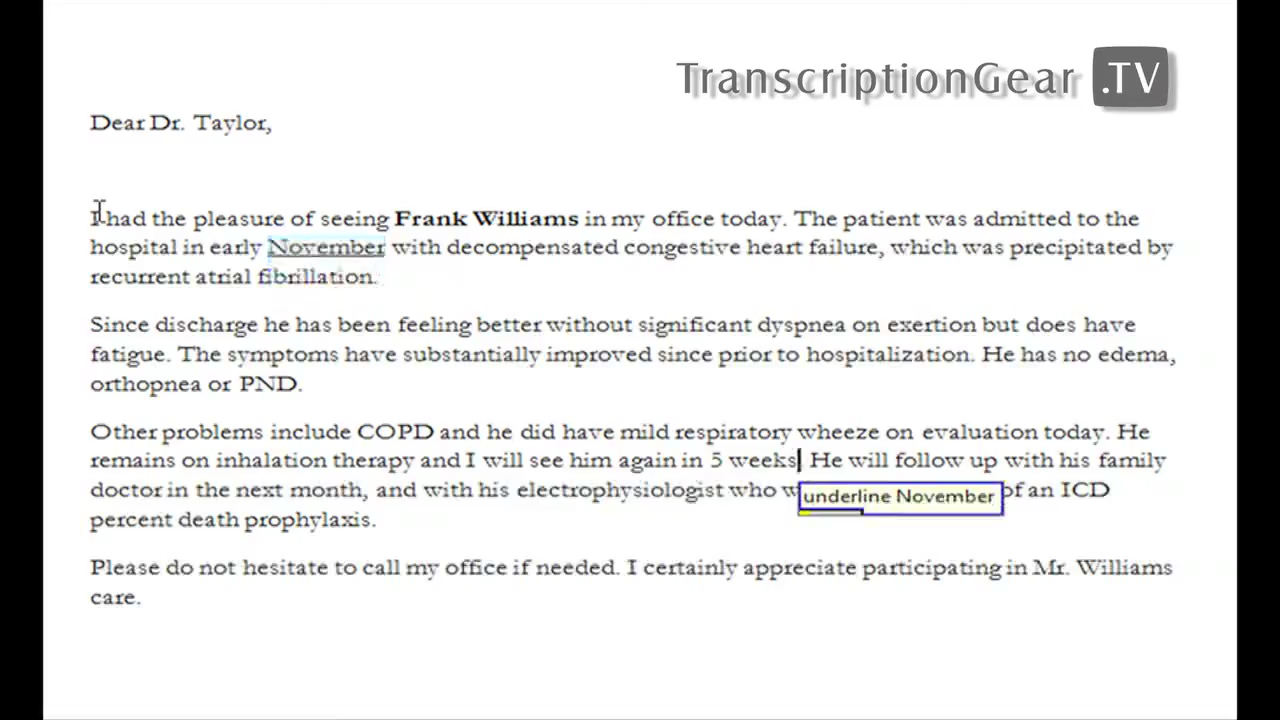 TranscriptionGear .TV
Dear Dr. Taylor,
I had the pleasure of seeing Frank Williams in my office today. The patient was admitted to the
hospital in early November with decompensated congestive heart failure, which was precipitated by
recurrent atrial fibrillation.
Since discharge he has been feeling better without significant dyspnea on exertion but does have
fatigue. The symptoms have substantially improved since prior to hospitalization. He has no edema,
orthopnea or PND.
Other problems include COPD and he did have mild respiratory wheeze on evaluation today. He
remains on inhalation therapy and I will see him again in 5 weeks. He will follow up with his family
doctor in the next month, and with his electrophysiologist who of an ICD
underline November
percent death prophylaxis.
Please do not hesitate to call my office if needed. I certainly appreciate participating in Mr. Williams
care.